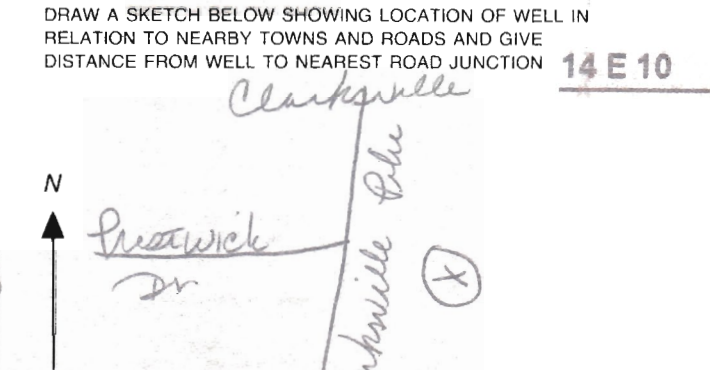 DRAW A SKETCH BELOW SHOWING LOCATION OF WELL IN
RELATION TO NEARBY TOWNS AND ROADS AND GIVE
DISTANCE FROM WELL TO NEAREST ROAD JUNCTION
14 E 10
Clarksville
N
Prestwick
Dr
rksville Pike
X